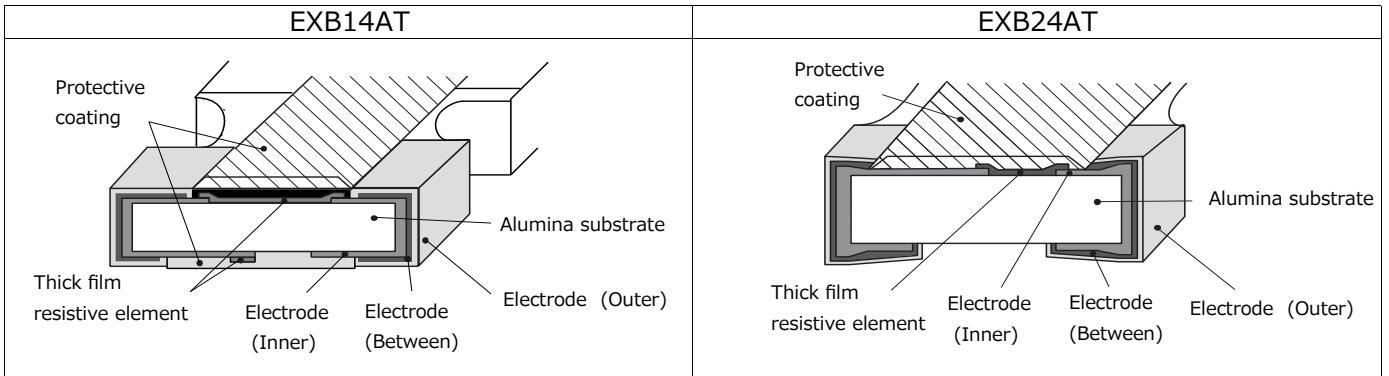 EXB14AT
Protective
coating
Alumina substrate
Thick film
resistive element
Electrode
(Inner)
Electrode
(Between)
Electrode (Outer)
EXB24AT
Protective
coating
Alumina substrate
Thick film
resistive element
Electrode
(Inner)
Electrode
(Between)
Electrode (Outer)